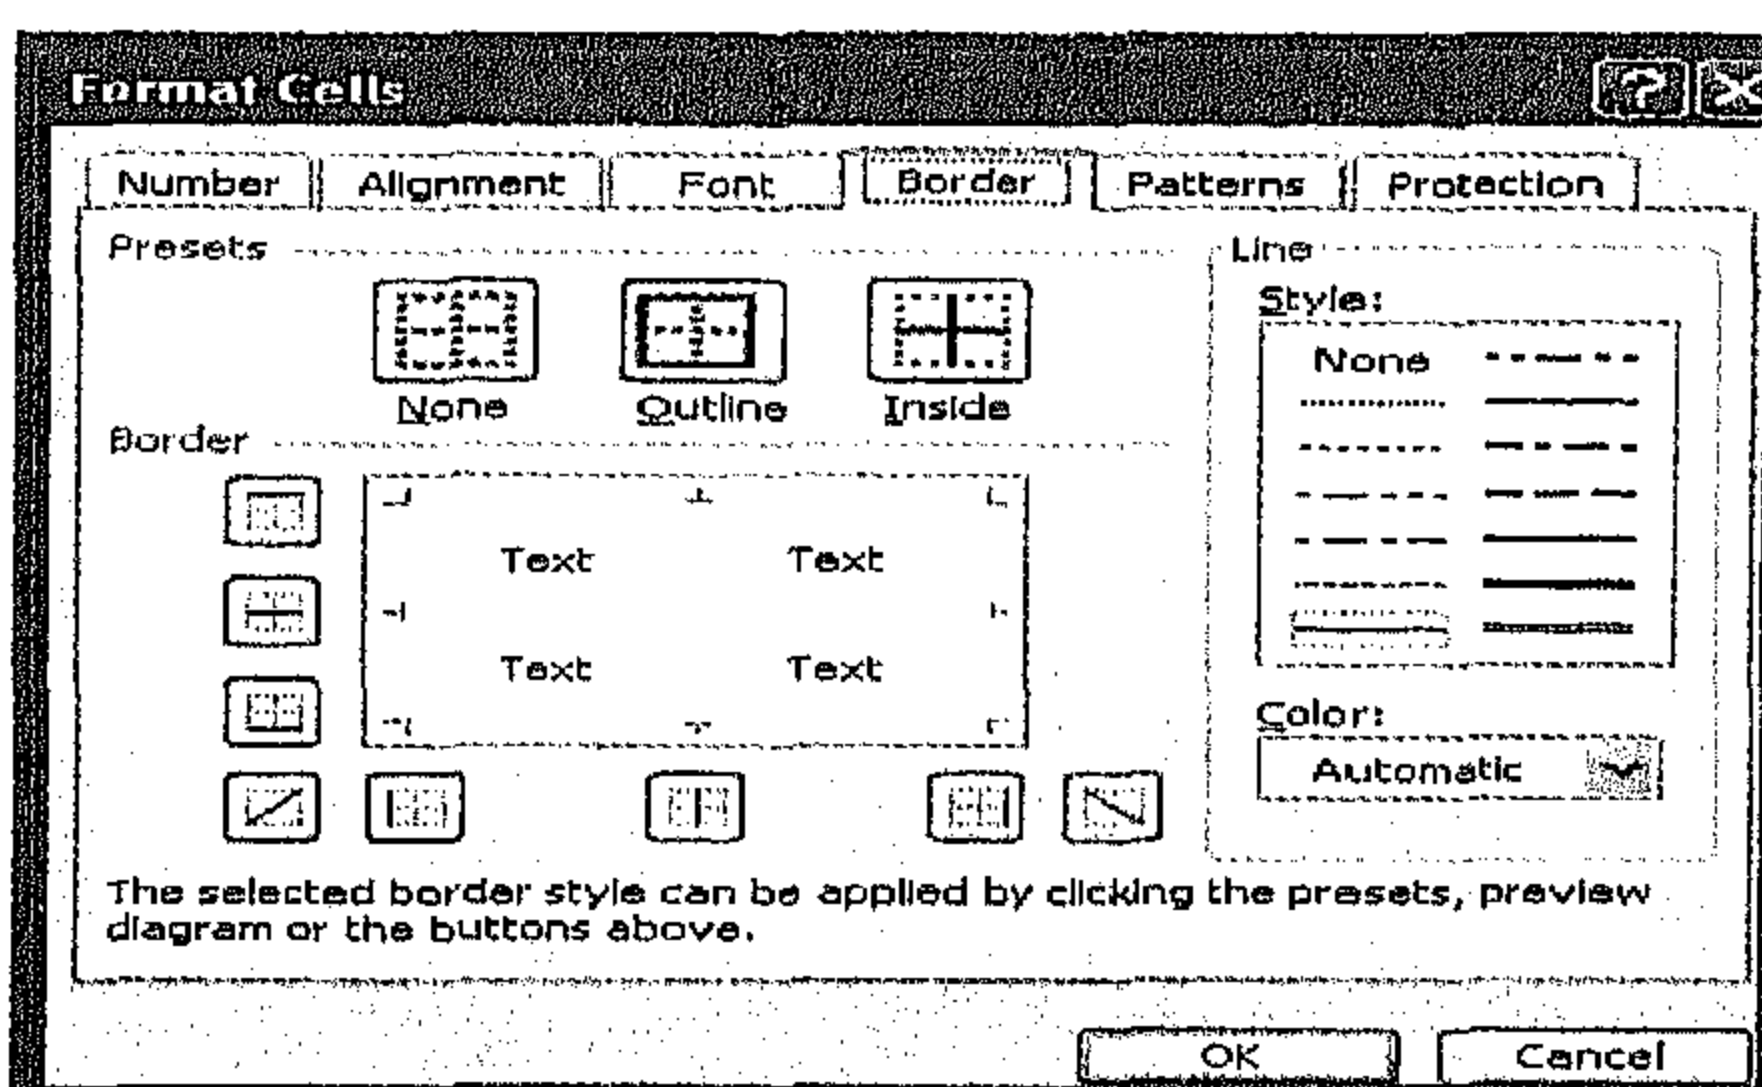 Format Cells
Number Alignment Font Border Patterns Protection
Presets
Line
Style:
None
None Outline Inside
Border
Text Text
Text Text
Color:
Automatic
The selected border style can be applied by clicking the presets, preview
diagram or the buttons above.
OK Cancel